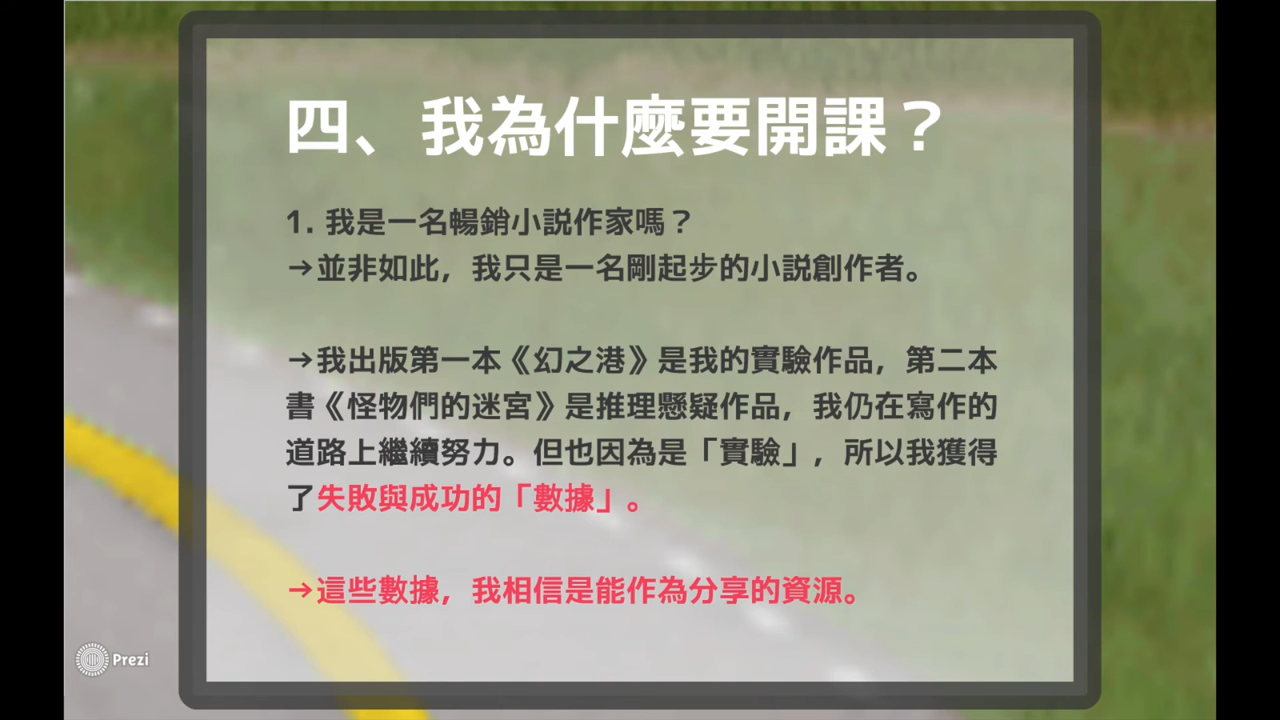 四、我為什麼要開課？
1. 我是一名暢銷小説作家嗎？
→並非如此，我只是一名剛起步的小説創作者。
→我出版第一本《幻之港》是我的實驗作品，第二本
書《怪物們的迷宮》是推理懸疑作品，我仍在寫作的
道路上繼續努力。但也因為是「實驗」，所以我獲得
了失敗與成功的「數據」。
→這些數據，我相信是能作為分享的資源。
Prezi